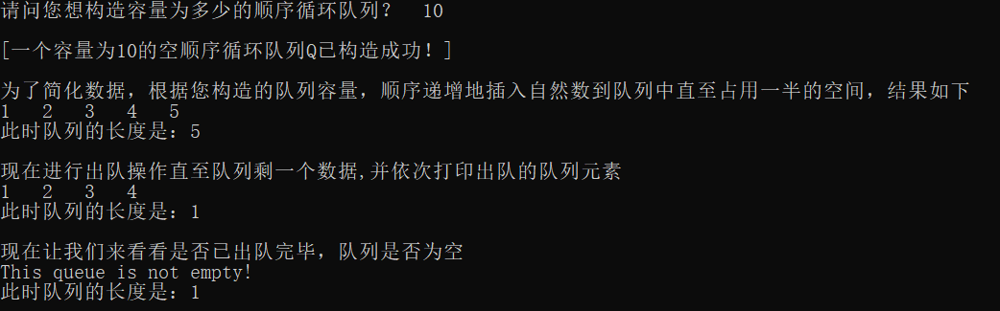 请问您想构造容量为多少的顺序循环队列？ 10
[一个容量为10的空顺序循环队列Q已构造成功！]
为了简化数据，根据您构造的队列容量，顺序递增地插入自然数到队列中直至占用一半的空间，结果如下
1 2 3 4 5
此时队列的长度是：5
现在进行出队操作直至队列剩一个数据,并依次打印出队的队列元素
1 2 3 4
此时队列的长度是：1
现在让我们来看看是否已出队完毕，队列是否为空
This queue is not empty!
此时队列的长度是：1